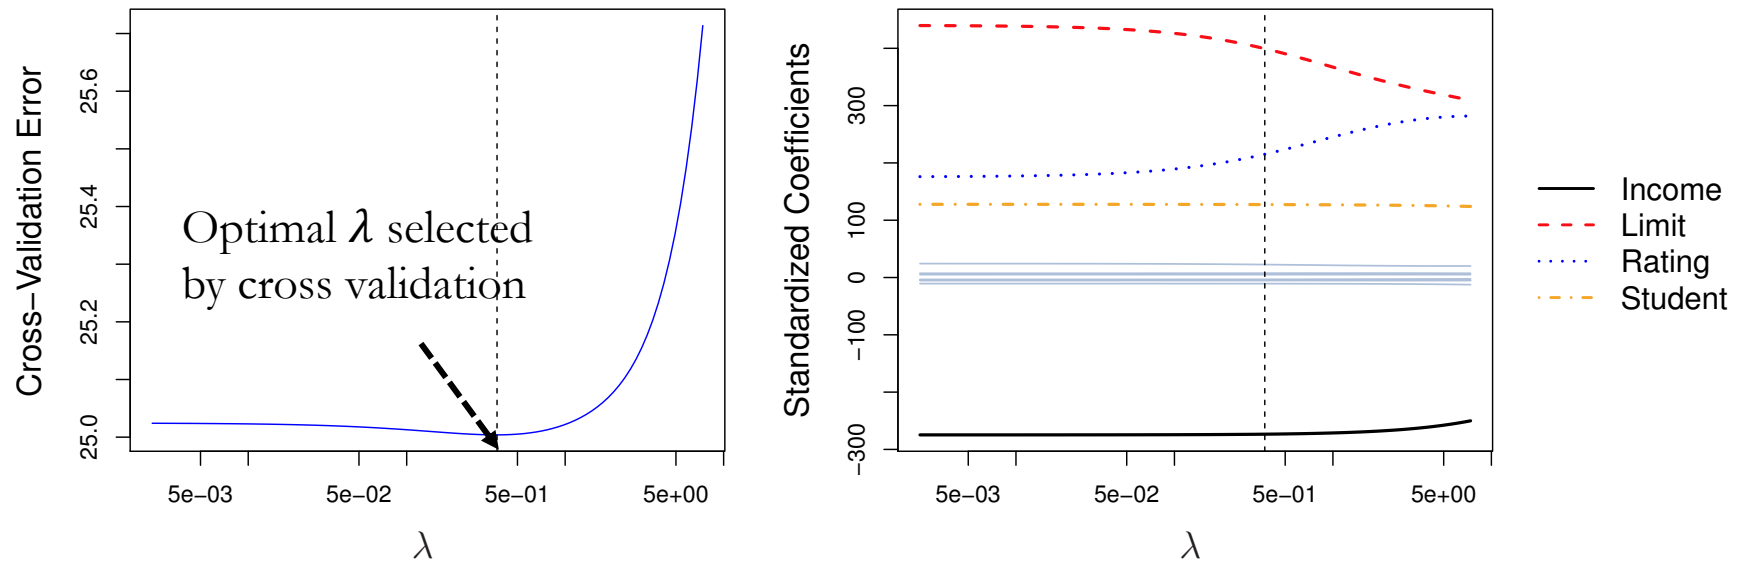 Cross−Validation Error
25.6
25.4
25.2
25.0
Optimal λ selected
by cross validation
5e−03 5e−02 5e−01 5e+00
λ
Standardized Coefficients
300
100
0
−100
−300
5e−03 5e−02 5e−01 5e+00
λ
Income
Limit
Rating
Student